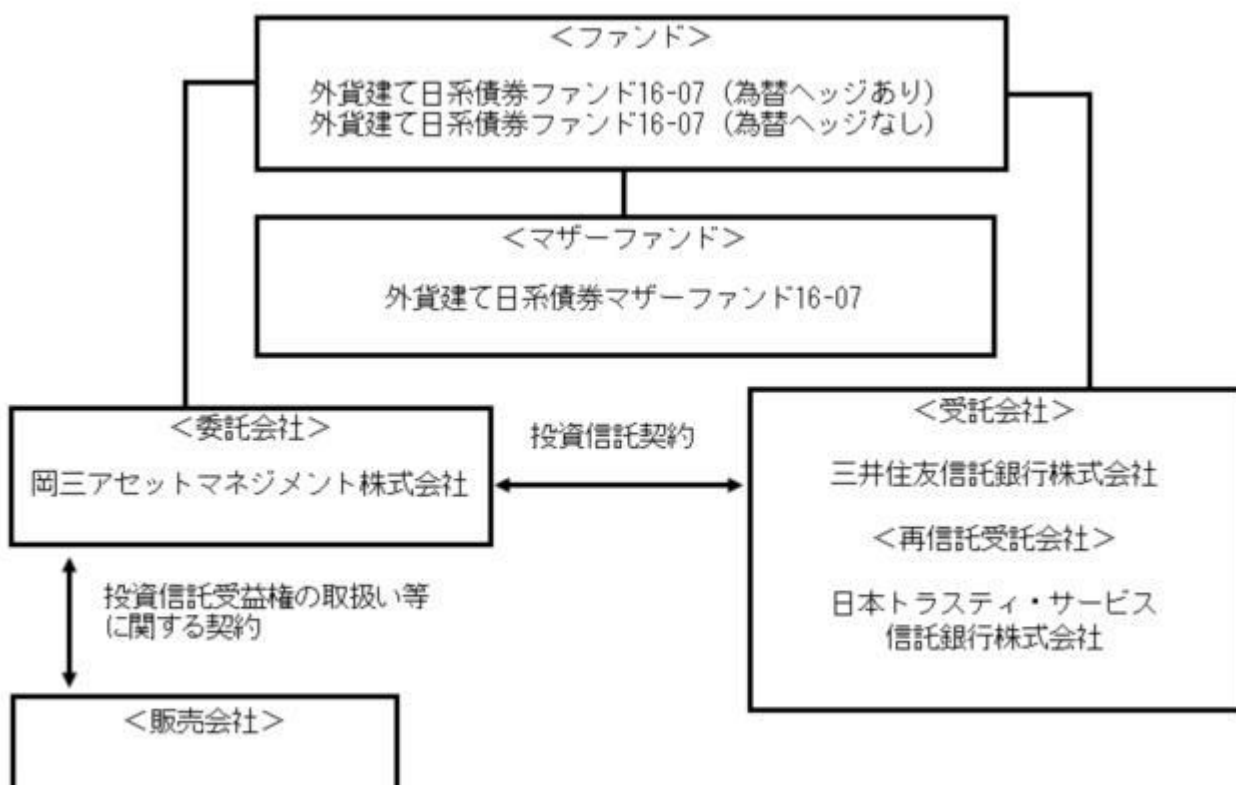 ＜ファンド＞
外貨建て日系債券ファンド16-07（為替ヘッジあり）
外貨建て日系債券ファンド16-07（為替ヘッジなし）
＜マザーファンド＞
外貨建て日系債券マザーファンド16-07
＜委託会社＞
岡三アセットマネジメント株式会社
投資信託契約
＜受託会社＞
三井住友信託銀行株式会社
＜再信託受託会社＞
日本トラスティ・サービス
信託銀行株式会社
投資信託受益権の取扱い等
に関する契約
＜販売会社＞